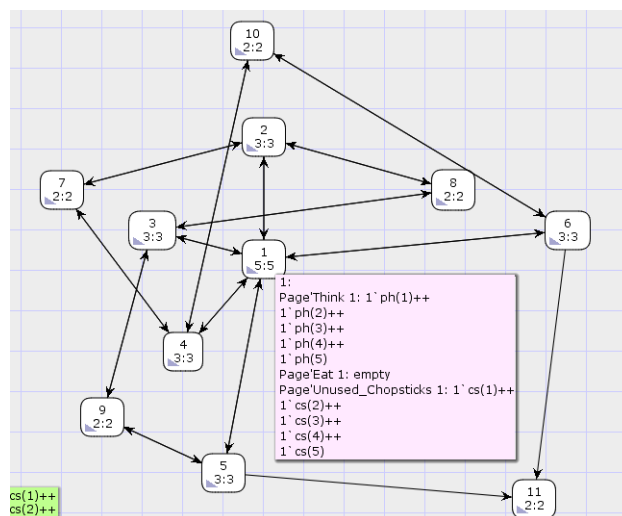 10
2:2
2
3:3
7
2:2
8
2:2
3
3:3
6
3:3
1
5:5
1:
Page'Think 1: 1`ph(1)++
1`ph(2)++
1`ph(3)++
1`ph(4)++
1`ph(5)
Page'Eat 1: empty
Page'Unused_Chopsticks 1: 1`cs(1)++
1`cs(2)++
1`cs(3)++
1`cs(4)++
1`cs(5)
4
3:3
9
2:2
5
3:3
11
2:2
cs(1)++
cs(2)++